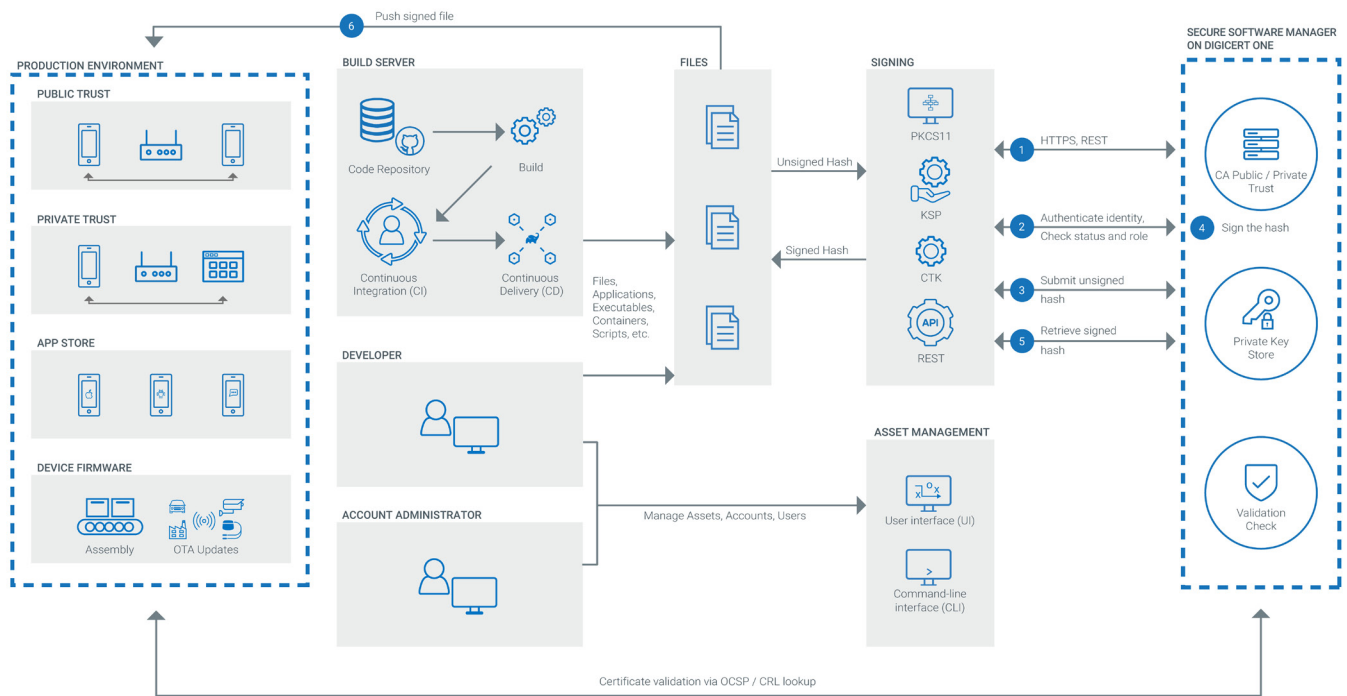 6
Push signed file
SECURE SOFTWARE MANAGER
ON DIGICERT ONE
PRODUCTION ENVIRONMENT
PUBLIC TRUST
PRIVATE TRUST
APP STORE
DEVICE FIRMWARE
Assembly
OTA Updates
BUILD SERVER
Code Repository
Build
Continuous
Integration (CI)
Continuous
Delivery (CD)
Files,
Applications,
Executables,
Containers,
Scripts, etc.
DEVELOPER
ACCOUNT ADMINISTRATOR
FILES
Unsigned Hash
Signed Hash
SIGNING
PKCS11
KSP
CTK
API
REST
1
HTTPS, REST
2
Authenticate identity,
Check status and role
3
Submit unsigned
hash
5
Retrieve signed
hash
CA Public / Private
Trust
4
Sign the hash
Private Key
Store
Validation
Check
Manage Assets, Accounts, Users
ASSET MANAGEMENT
User interface (UI)
Command-line
interface (CLI)
Certificate validation via OCSP / CRL lookup